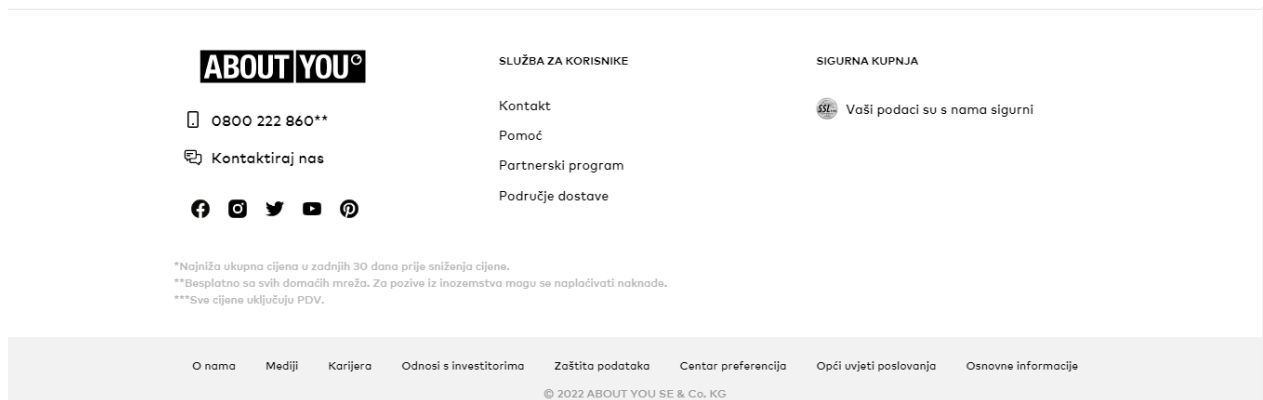 ABOUT YOU°
0800 222 860**
Kontaktiraj nas
SLUŽBA ZA KORISNIKE
Kontakt
Pomoć
Partnerski program
Područje dostave
SIGURNA KUPNJA
SSL
Vaši podaci su s nama sigurni
*Najniža ukupna cijena u zadnjih 30 dana prije sniženja cijene.
**Besplatno sa svih domaćih mreža. Za pozive iz inozemstva mogu se naplaćivati naknade.
***Sve cijene uključuju PDV.
O nama Mediji Karijera Odnosi s investitorima Zaštita podataka Centar preferencija Opći uvjeti poslovanja Osnovne informacije
© 2022 ABOUT YOU SE & Co. KG